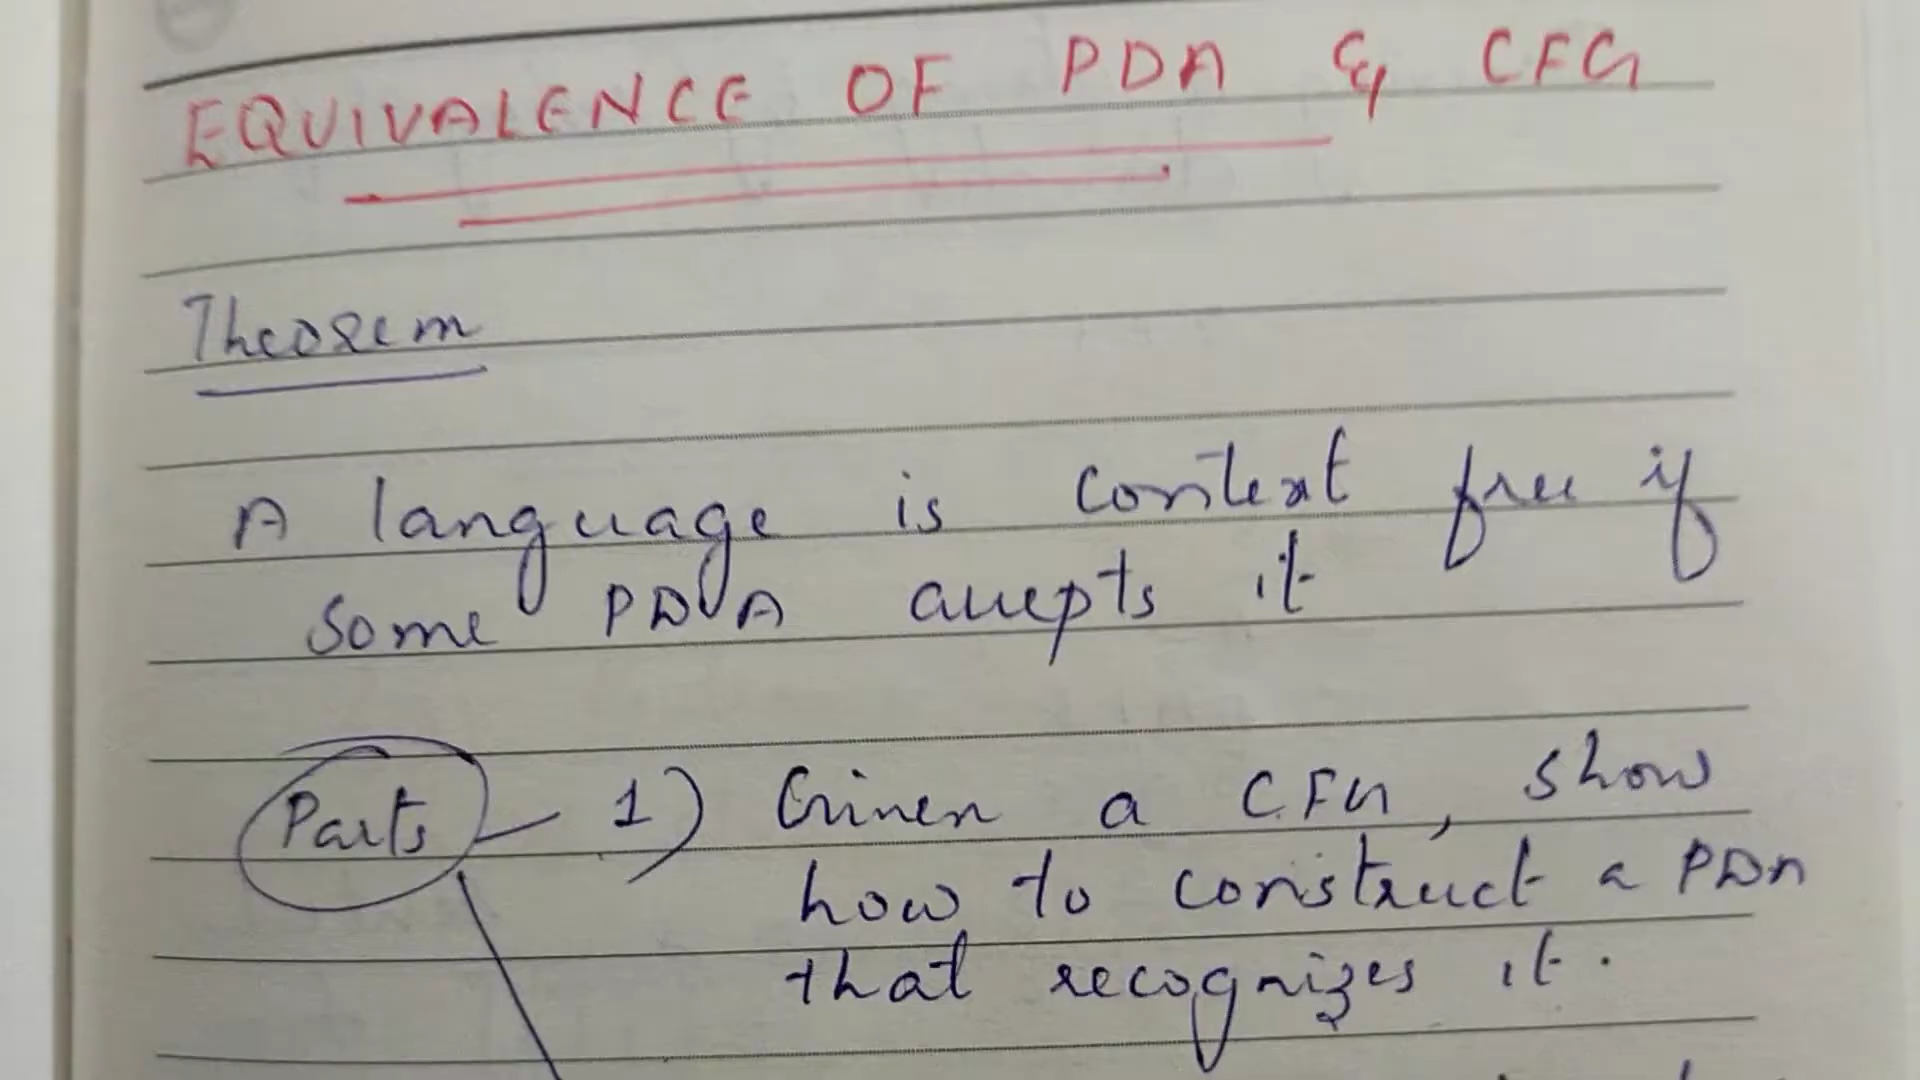 EQUIVALENCE OF PDA & CFG
Theorem
A language is context free if
some PDA accepts it
Parts - 1) Given a CFG, show
how to construct a PDA
that recognizes it.